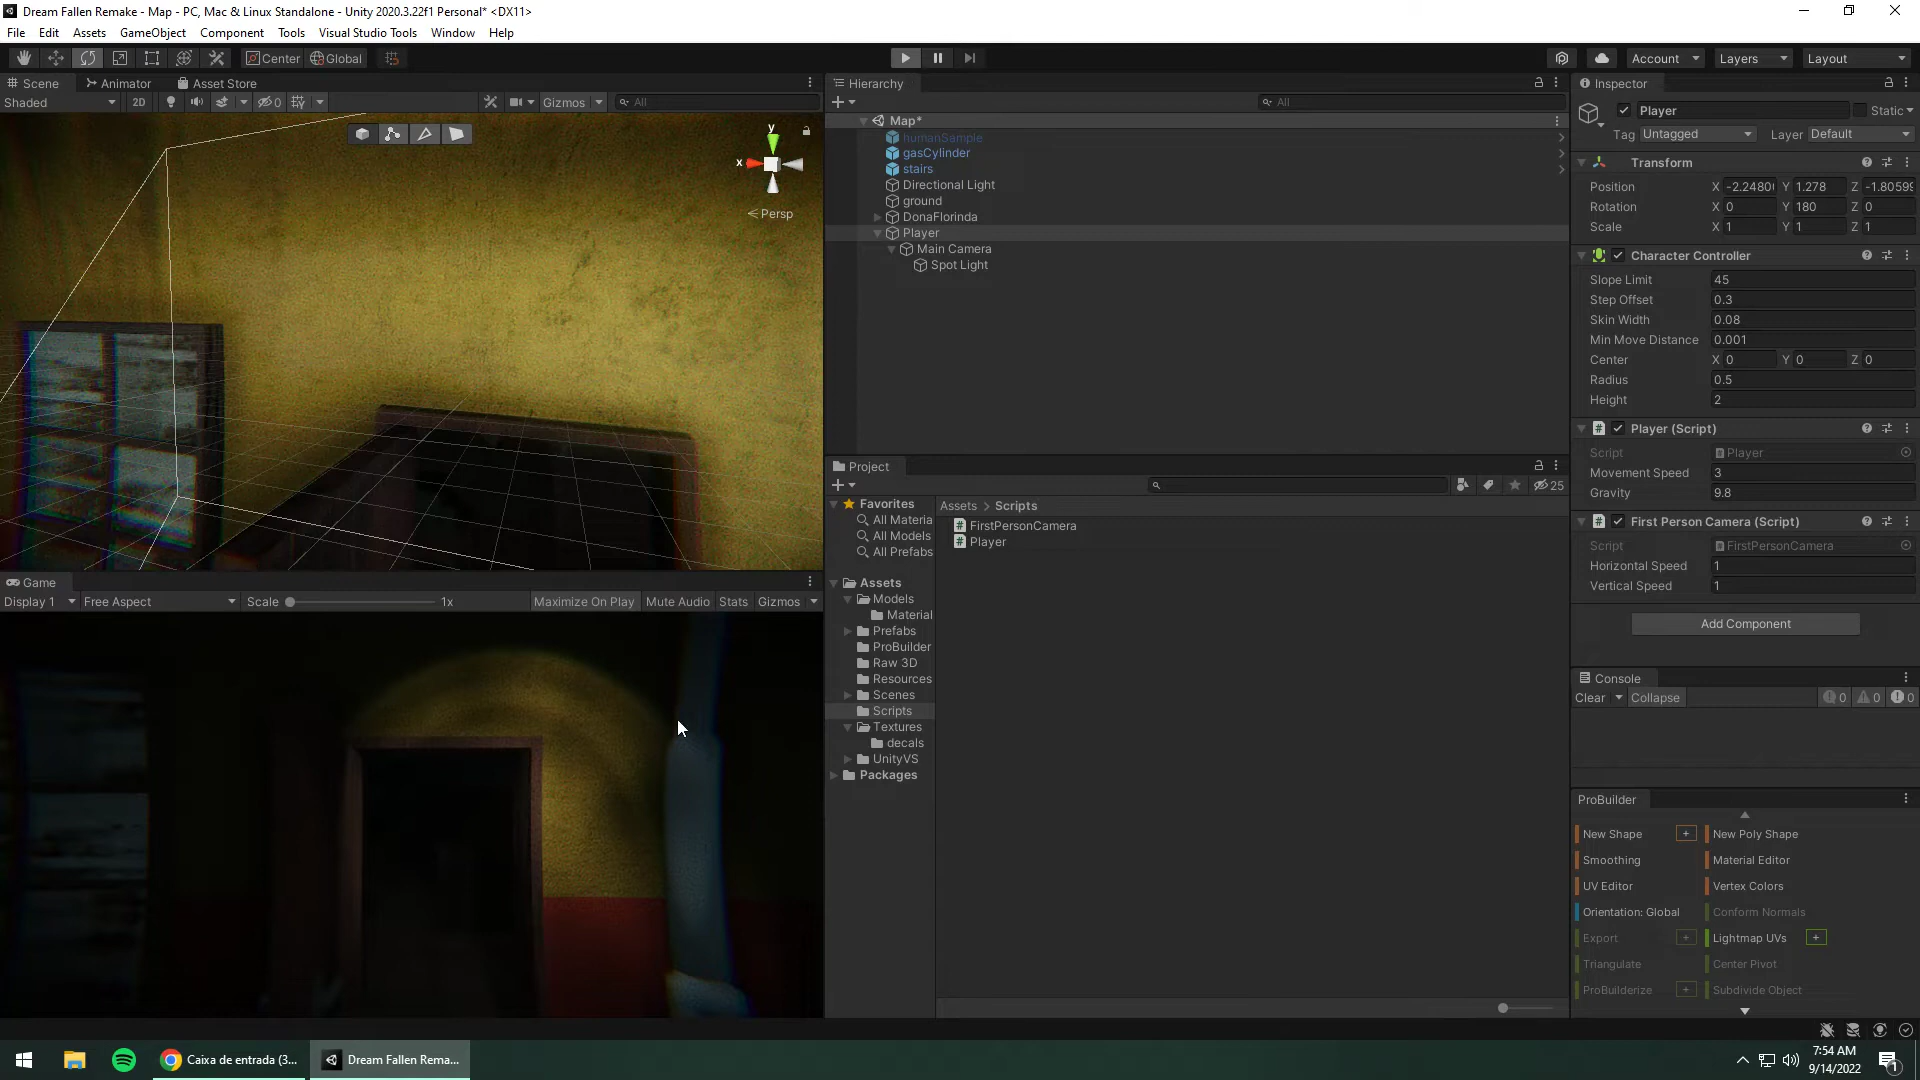 Dream Fallen Remake - Map - PC, Mac & Linux Standalone - Unity 2020.3.22f1 Personal* <DX11>
File Edit Assets GameObject Component Tools Visual Studio Tools Window Help
Center Global
Account Layers Layout
Scene Animator Asset Store
Shaded 2D 0 Gizmos All
y
x
Persp
Hierarchy
All
Map*
humanSample
gasCylinder
stairs
Directional Light
ground
DonaFlorinda
Player
Main Camera
Spot Light
Game
Display 1 Free Aspect Scale 1x Maximize On Play Mute Audio Stats Gizmos
Project
25
Favorites
All Materia
All Models
All Prefabs
Assets
Models
Material
Prefabs
ProBuilder
Raw 3D
Resources
Scenes
Scripts
Textures
decals
UnityVS
Packages
Assets > Scripts
FirstPersonCamera
Player
Inspector
Player Static
Tag Untagged Layer Default
Transform
Position X -2.2480 Y 1.278 Z -1.8059
Rotation X 0 Y 180 Z 0
Scale X 1 Y 1 Z 1
Character Controller
Slope Limit 45
Step Offset 0.3
Skin Width 0.08
Min Move Distance 0.001
Center X 0 Y 0 Z 0
Radius 0.5
Height 2
Player (Script)
Script Player
Movement Speed 3
Gravity 9.8
First Person Camera (Script)
Script FirstPersonCamera
Horizontal Speed 1
Vertical Speed 1
Add Component
Console
Clear Collapse 0 0 0
ProBuilder
New Shape + New Poly Shape
Smoothing Material Editor
UV Editor Vertex Colors
Orientation: Global Conform Normals
Export + Lightmap UVs +
Triangulate Center Pivot
ProBuilderize + Subdivide Object
Caixa de entrada (3... Dream Fallen Rema...
7:54 AM
9/14/2022
1